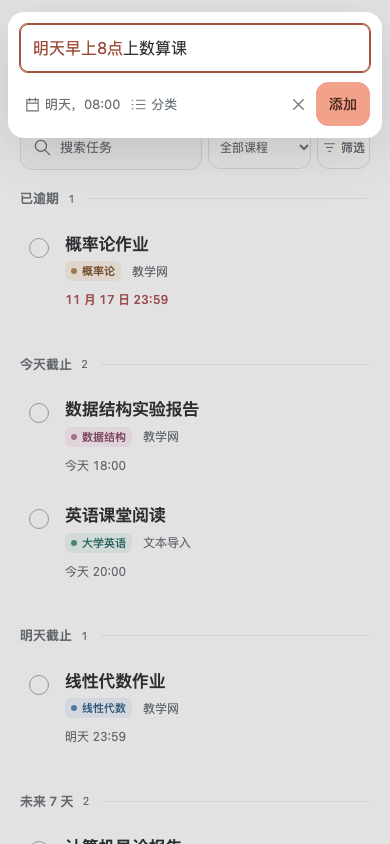 明天早上8点上数算课
明天, 08:00 分类 添加
搜索任务 全部课程 筛选
已逾期 1
概率论作业
概率论 教学网
11 月 17 日 23:59
今天截止 2
数据结构实验报告
数据结构 教学网
今天 18:00
英语课堂阅读
大学英语 文本导入
今天 20:00
明天截止 1
线性代数作业
线性代数 教学网
明天 23:59
未来 7 天 2